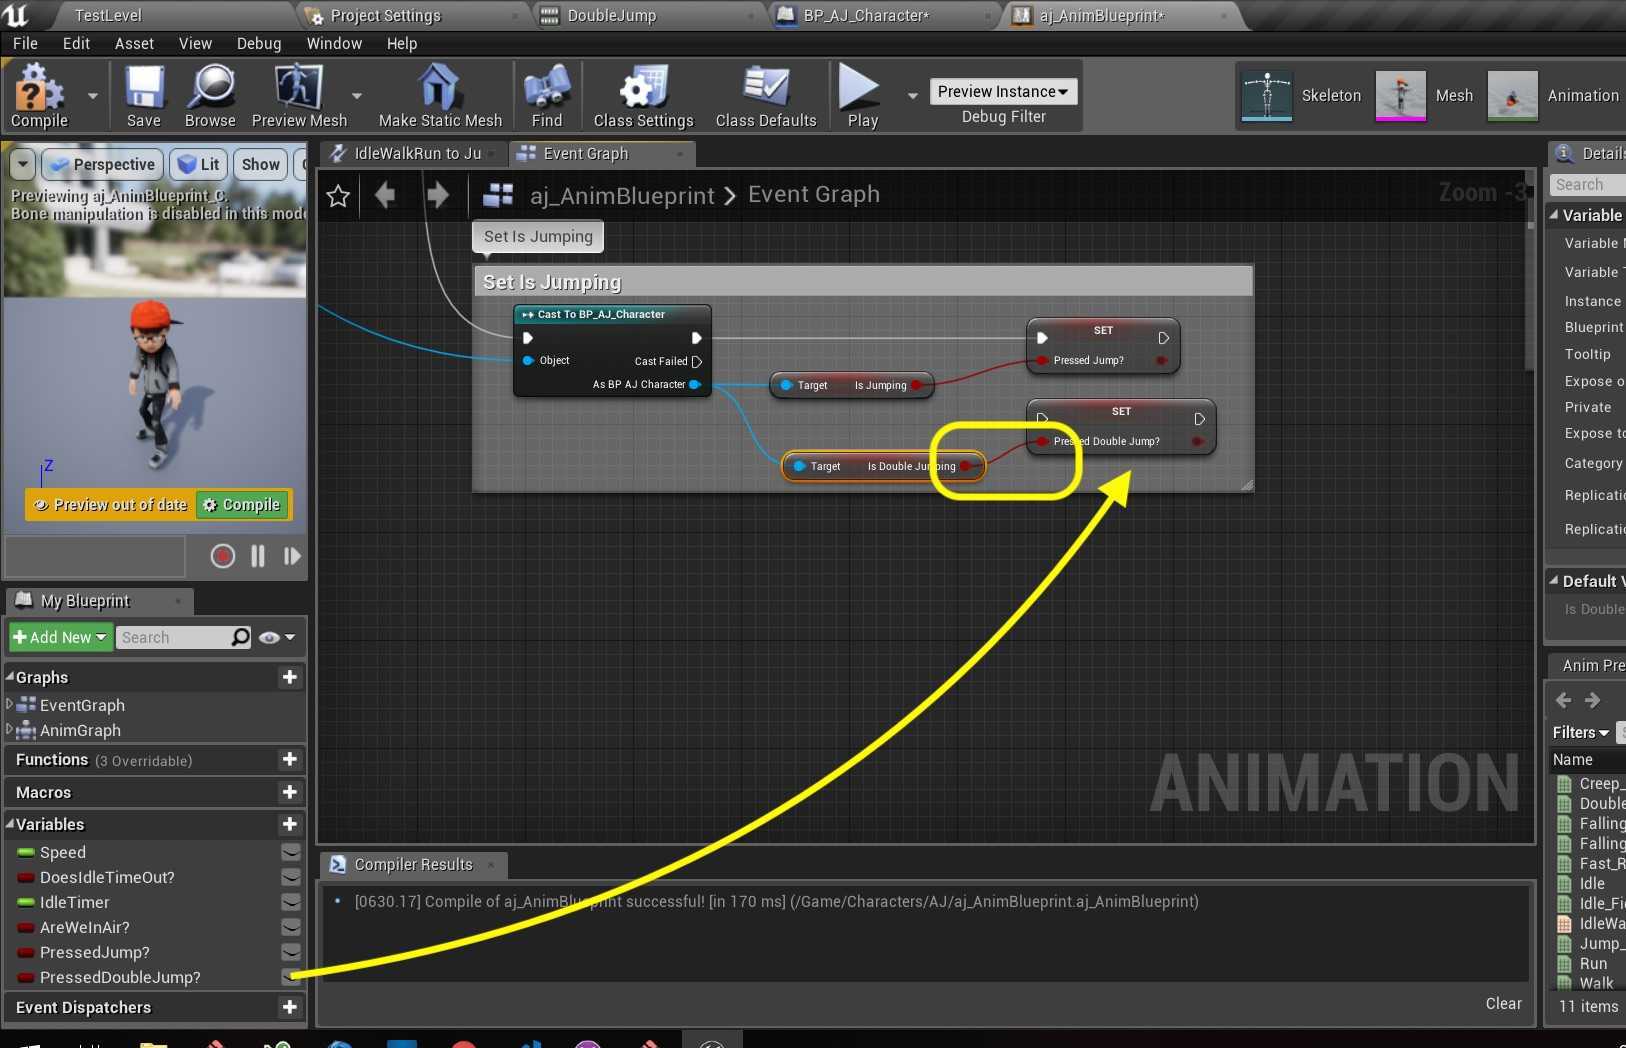 TestLevel
Project Settings
DoubleJump
BP_AJ_Character*
aj_AnimBlueprint*
File Edit Asset View Debug Window Help
Compile
Save
Browse
Preview Mesh
Make Static Mesh
Find
Class Settings
Class Defaults
Play
Preview Instance
Debug Filter
Skeleton
Mesh
Animation
Perspective
Lit
Show
Previewing aj_AnimBlueprint_C.
Bone manipulation is disabled in this mode
Z
Preview out of date
Compile
IdleWalkRun to Ju
Event Graph
aj_AnimBlueprint > Event Graph
Zoom -3
Set Is Jumping
Set Is Jumping
Cast To BP_AJ_Character
Object
Cast Failed
As BP AJ Character
Target Is Jumping
SET
Pressed Jump?
Target Is Double Jumping
SET
Pressed Double Jump?
ANIMATION
My Blueprint
Add New
Search
Graphs
EventGraph
AnimGraph
Functions (3 Overridable)
Macros
Variables
Speed
DoesIdleTimeOut?
IdleTimer
AreWeInAir?
PressedJump?
PressedDoubleJump?
Event Dispatchers
Compiler Results
[0630.17] Compile of aj_AnimBlueprint successful! [in 170 ms] (/Game/Characters/AJ/aj_AnimBlueprint.aj_AnimBlueprint)
Clear
Details
Search
Variable
Variable
Variable
Instance
Blueprint
Tooltip
Expose
Private
Expose to
Category
Replicatio
Replicatio
Default V
Is Double
Anim Pre
Filters
Name
Creep_
Double
Falling
Falling
Fast_R
Idle
Idle_Fi
IdleWa
Jump_
Run
Walk
11 items